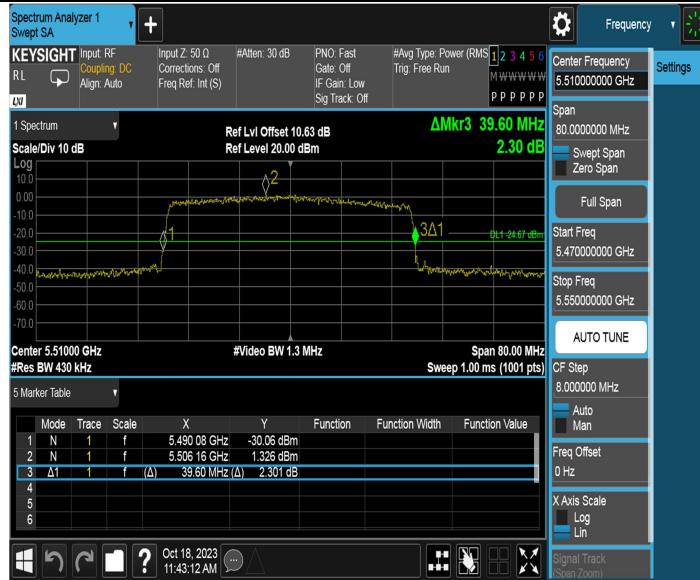 Spectrum Analyzer 1
Swept SA
+
Frequency
KEYSIGHT
RL
LXI
Input: RF
Coupling: DC
Align: Auto
Input Z: 50 Ω
Corrections: Off
Freq Ref: Int (S)
#Atten: 30 dB
PNO: Fast
Gate: Off
IF Gain: Low
Sig Track: Off
#Avg Type: Power (RMS
Trig: Free Run
1 2 3 4 5 6
M W W W W W
P P P P P P
Center Frequency
5.510000000 GHz
Settings
Span
80.0000000 MHz
Swept Span
Zero Span
Full Span
Start Freq
5.470000000 GHz
Stop Freq
5.550000000 GHz
AUTO TUNE
CF Step
8.000000 MHz
Auto
Man
Freq Offset
0 Hz
X Axis Scale
Log
Lin
Signal Track
(Span Zoom)
1 Spectrum
Scale/Div 10 dB
Ref Lvl Offset 10.63 dB
Ref Level 20.00 dBm
ΔMkr3 39.60 MHz
2.30 dB
Log
10.0
0.00
-10.0
-20.0
-30.0
-40.0
-50.0
-60.0
-70.0
2
1
3Δ1
DL1 -24.67 dBm
Center 5.51000 GHz
#Video BW 1.3 MHz
Span 80.00 MHz
#Res BW 430 kHz
Sweep 1.00 ms (1001 pts)
5 Marker Table
Mode Trace Scale X Y Function Function Width Function Value
1 N 1 f 5.490 08 GHz -30.06 dBm
2 N 1 f 5.506 16 GHz 1.326 dBm
3 Δ1 1 f (Δ) 39.60 MHz (Δ) 2.301 dB
4
5
6
?
Oct 18, 2023
11:43:12 AM